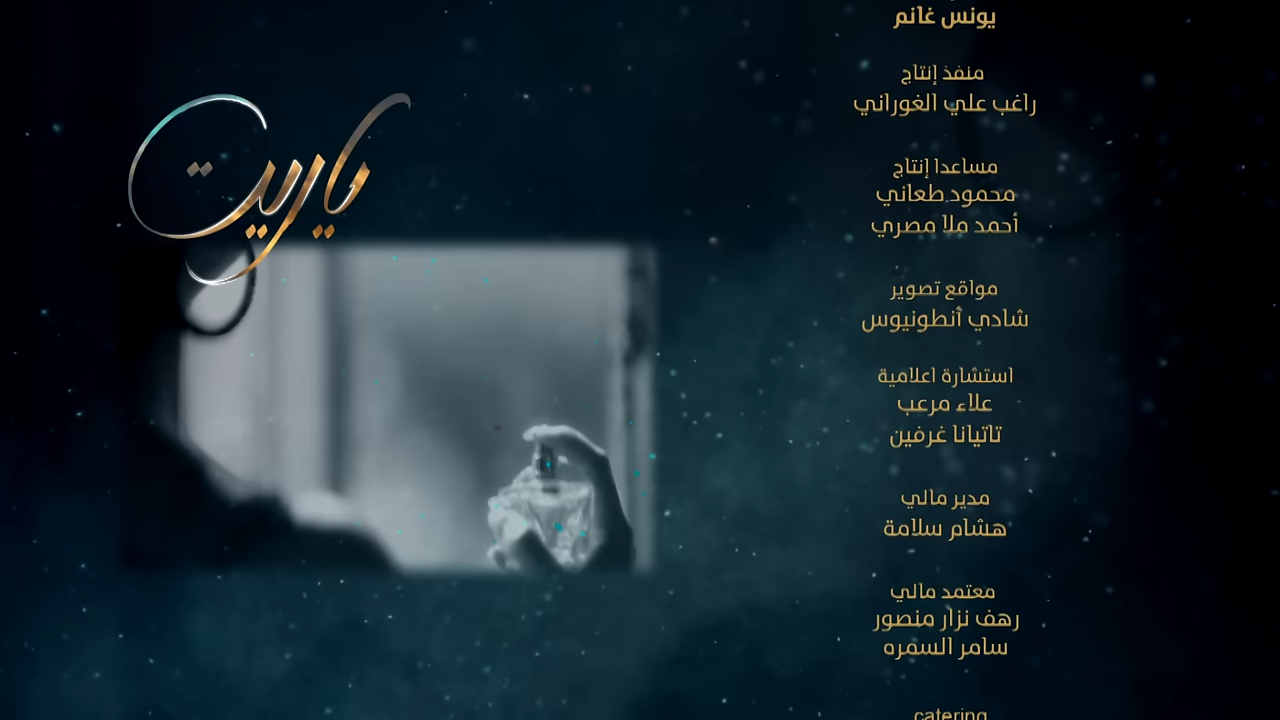 ياريت
يونس غانم
منفذ إنتاج
راغب علي الغوراني
مساعدا إنتاج
محمود طعاني
أحمد ملا مصري
مواقع تصوير
شادي أنطونيوس
استشارة اعلامية
علاء مرعب
تاتيانا غرفين
مدير مالي
هشام سلامة
معتمد مالي
رهف نزار منصور
سامر السمره
catering